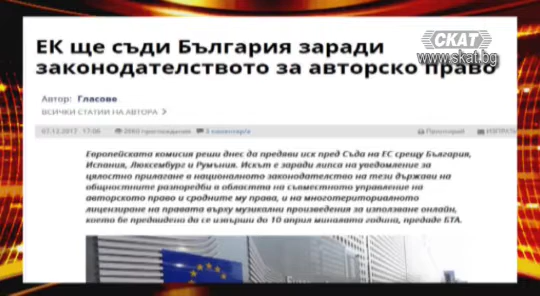 СКАТ
www.skat.bg
ЕК ще съди България заради
законодателството за авторско право
Автор: Гласове
ВСИЧКИ СТАТИИ НА АВТОРА >
07.12.2017 17:06 2060 преглеждания 3 коментар/а Принтирай ИЗПРАТИ
Европейската комисия реши днес да предяви иск пред Съда на ЕС срещу България,
Испания, Люксембург и Румъния. Искът е заради липса на уведомление за
цялостно прилагане в националното законодателство на тези държави на
общностните разпоредби в областта на съвместното управление на
авторското право и сродните му права, и на многотериториалното
лицензиране на правата върху музикални произведения за използване онлайн,
което бе предвидено да се извърши до 10 април миналата година, предаде БТА.